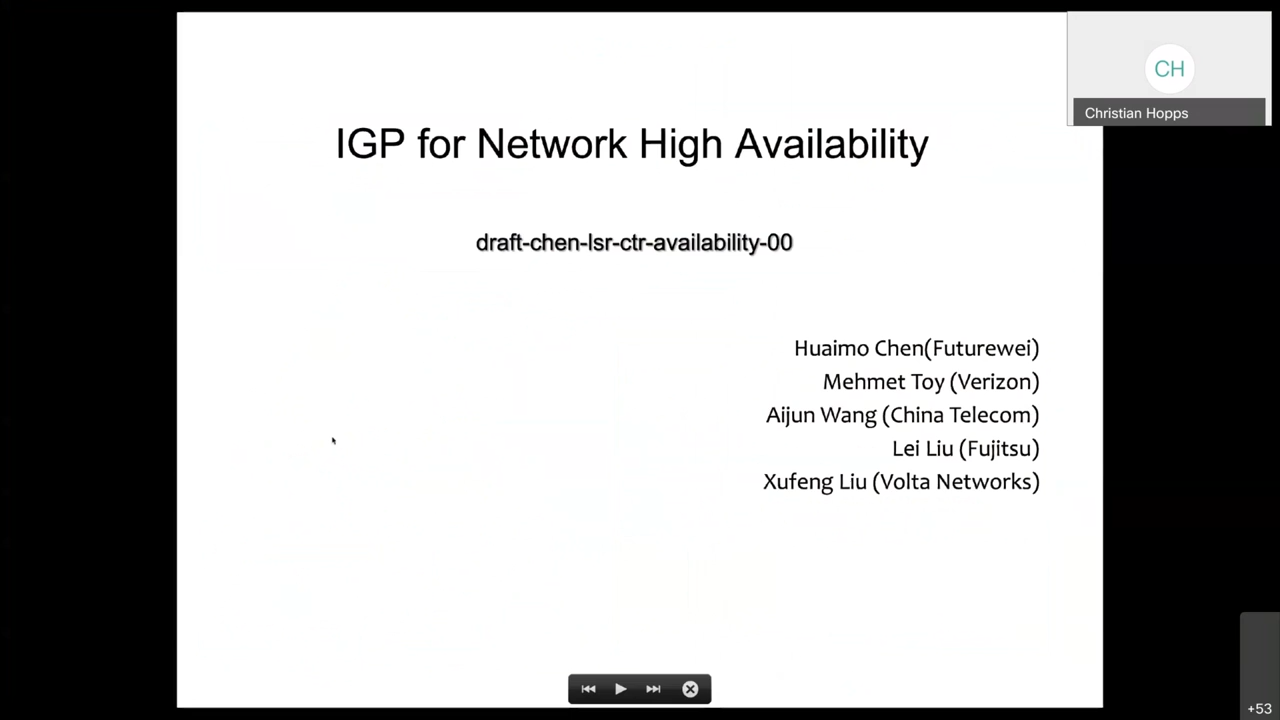 CH
Christian Hopps
IGP for Network High Availability
draft-chen-lsr-ctr-availability-00
Huaimo Chen(Futurewei)
Mehmet Toy (Verizon)
Aijun Wang (China Telecom)
Lei Liu (Fujitsu)
Xufeng Liu (Volta Networks)
+53